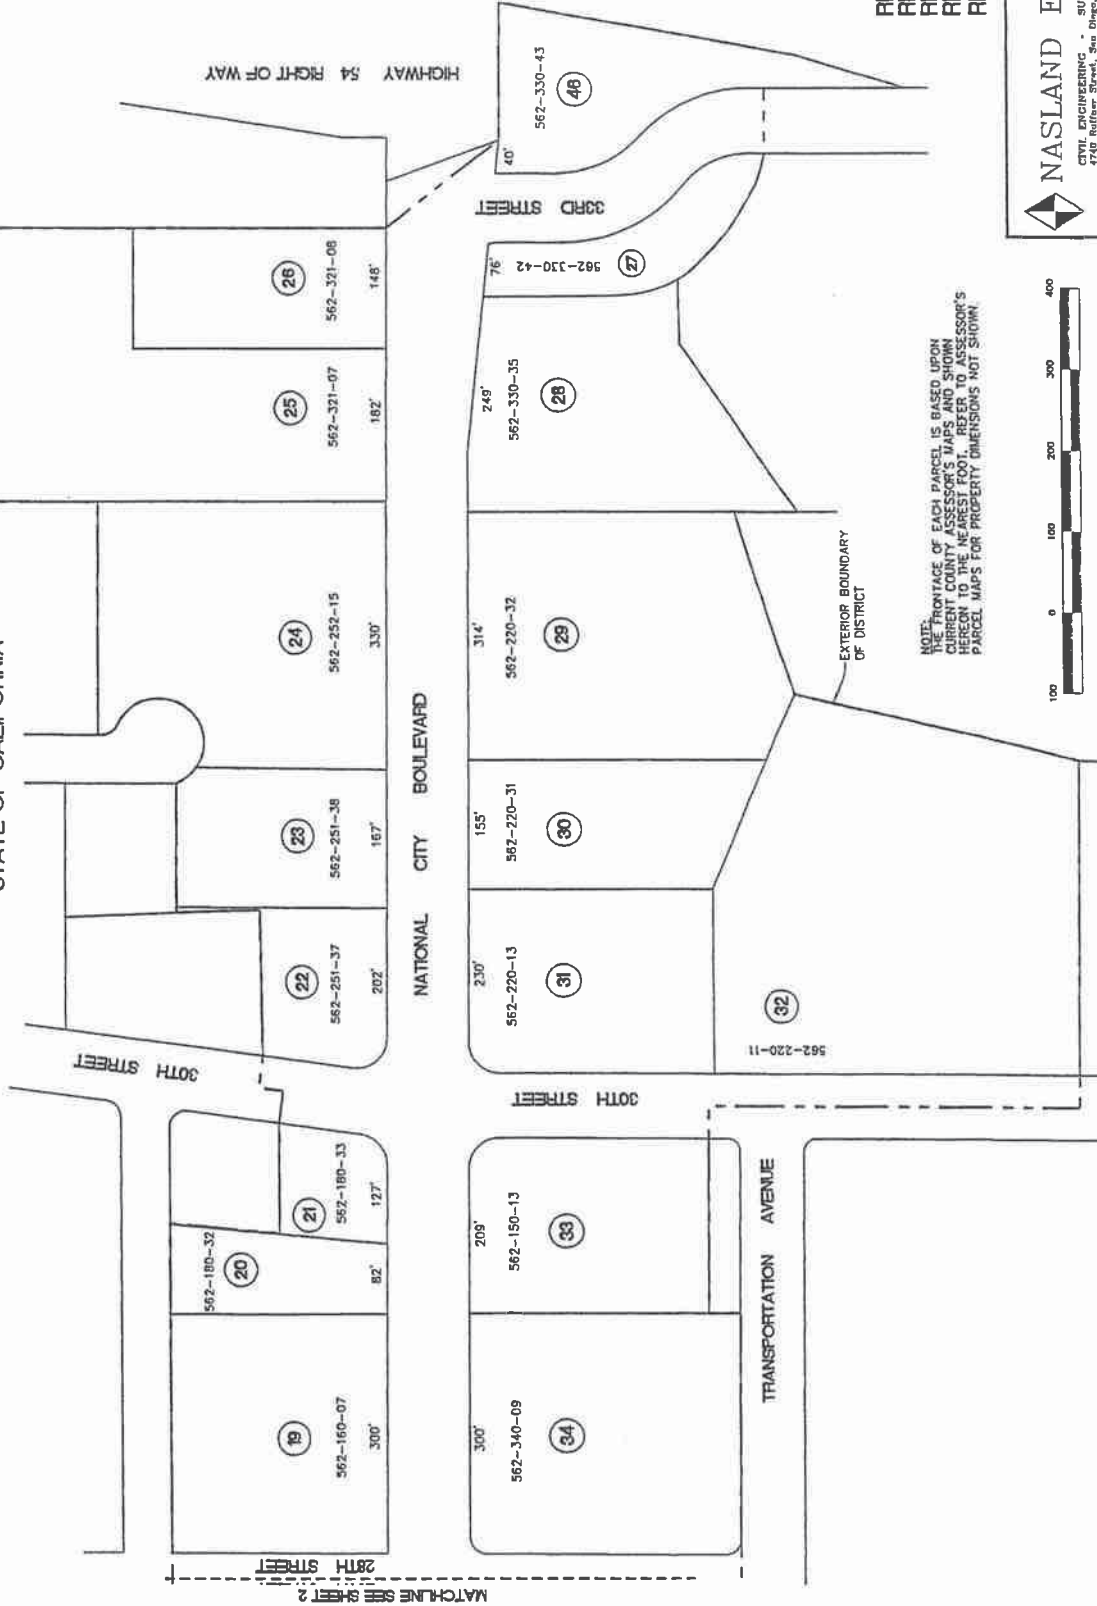 STATE OF CALIFORNIA
HIGHWAY 54 RIGHT OF WAY
MATCHLINE SEE SHEET 2
28TH STREET
19
562-160-07
300'
562-180-32
20
82'
21
562-180-33
127'
30TH STREET
22
562-251-37
202'
23
562-251-38
167'
24
562-252-15
330'
25
562-321-07
182'
26
562-321-08
148'
NATIONAL CITY BOULEVARD
300'
562-340-09
34
209'
562-150-13
33
30TH STREET
230'
562-220-13
31
155'
562-220-31
30
314'
562-220-32
29
249'
562-330-35
28
76'
562-330-42
27
33RD STREET
40'
562-330-43
46
32
562-220-11
TRANSPORTATION AVENUE
EXTERIOR BOUNDARY
OF DISTRICT
NOTE:
THE FRONTAGE OF EACH PARCEL IS BASED UPON
CURRENT COUNTY ASSESSOR'S MAPS AND SHOWN
HEREON TO THE NEAREST FOOT. REFER TO ASSESSOR'S
PARCEL MAPS FOR PROPERTY DIMENSIONS NOT SHOWN.
100 0 100 200 300 400
NASLAND E
CIVIL ENGINEERING - SU
4740 Ruffner Street, San Diego,